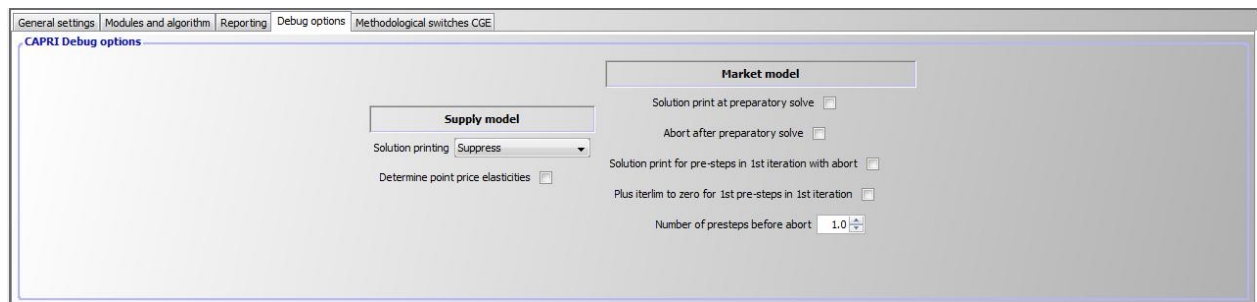 General settings Modules and algorithm Reporting Debug options Methodological switches CGE
CAPRI Debug options
Supply model
Solution printing Suppress
Determine point price elasticities
Market model
Solution print at preparatory solve
Abort after preparatory solve
Solution print for pre-steps in 1st iteration with abort
Plus iterlim to zero for 1st pre-steps in 1st iteration
Number of presteps before abort 1.0